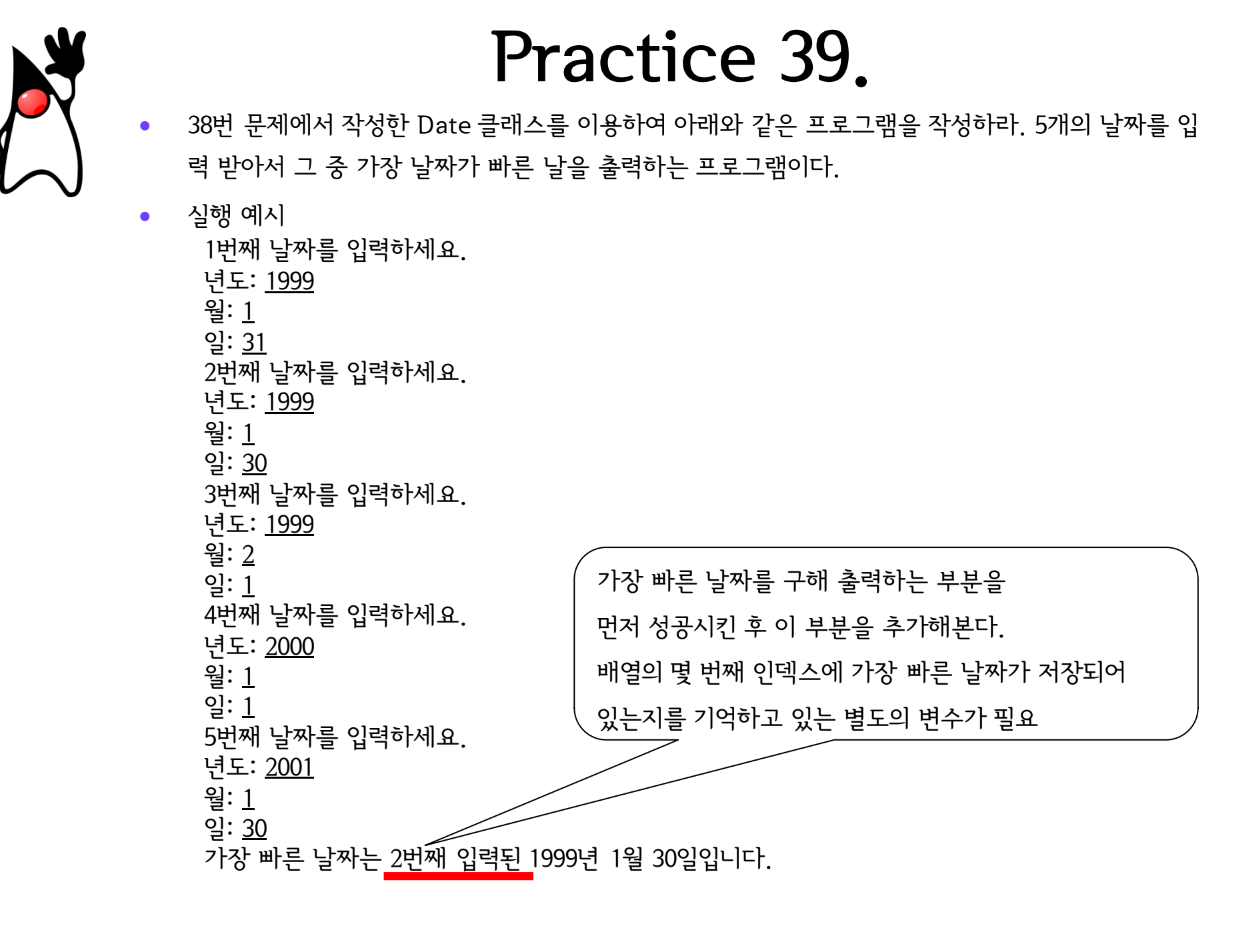 Practice 39.
• 38번 문제에서 작성한 Date 클래스를 이용하여 아래와 같은 프로그램을 작성하라. 5개의 날짜를 입
력 받아서 그 중 가장 날짜가 빠른 날을 출력하는 프로그램이다.
• 실행 예시
1번째 날짜를 입력하세요.
년도: 1999
월: 1
일: 31
2번째 날짜를 입력하세요.
년도: 1999
월: 1
일: 30
3번째 날짜를 입력하세요.
년도: 1999
월: 2
일: 1
4번째 날짜를 입력하세요.
년도: 2000
월: 1
일: 1
5번째 날짜를 입력하세요.
년도: 2001
월: 1
일: 30
가장 빠른 날짜는 2번째 입력된 1999년 1월 30일입니다.
가장 빠른 날짜를 구해 출력하는 부분을
먼저 성공시킨 후 이 부분을 추가해본다.
배열의 몇 번째 인덱스에 가장 빠른 날짜가 저장되어
있는지를 기억하고 있는 별도의 변수가 필요